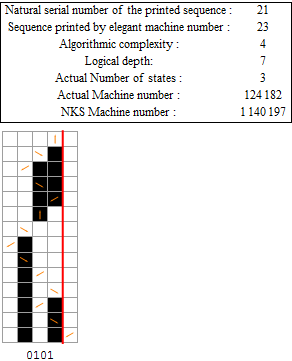 Natural serial number of the printed sequence : 21
Sequence printed by elegant machine number : 23
Algorithmic complexity : 4
Logical depth: 7
Actual Number of states : 3
Actual Machine number : 124 182
NKS Machine number : 1 140 197
0101